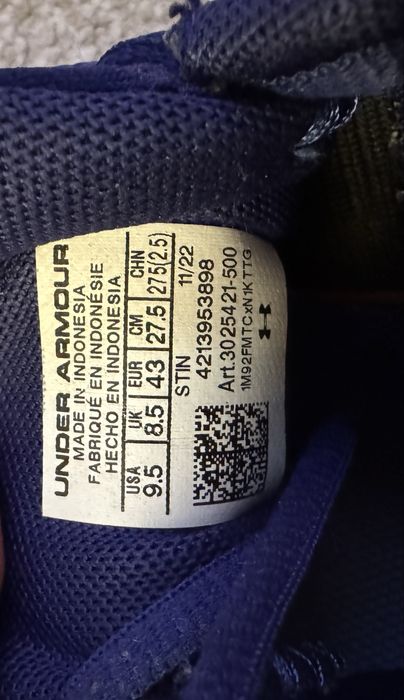 UNDER ARMOUR
MADE IN INDONESIA
FABRIQUÉ EN INDONÉSIE
HECHO EN INDONESIA
USA UK EUR CM CHN
9.5 8.5 43 27.5 275(2.5)
STIN 11/22
4213953898
Art.3025421-500
1M92FMTCxN1KTTG